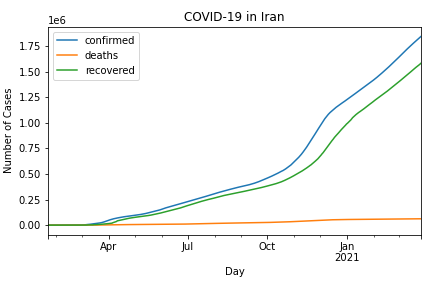 COVID-19 in Iran
1e6
confirmed
deaths
recovered
1.75
1.50
1.25
1.00
0.75
0.50
0.25
0.00
Number of Cases
Apr
Jul
Oct
Jan
2021
Day